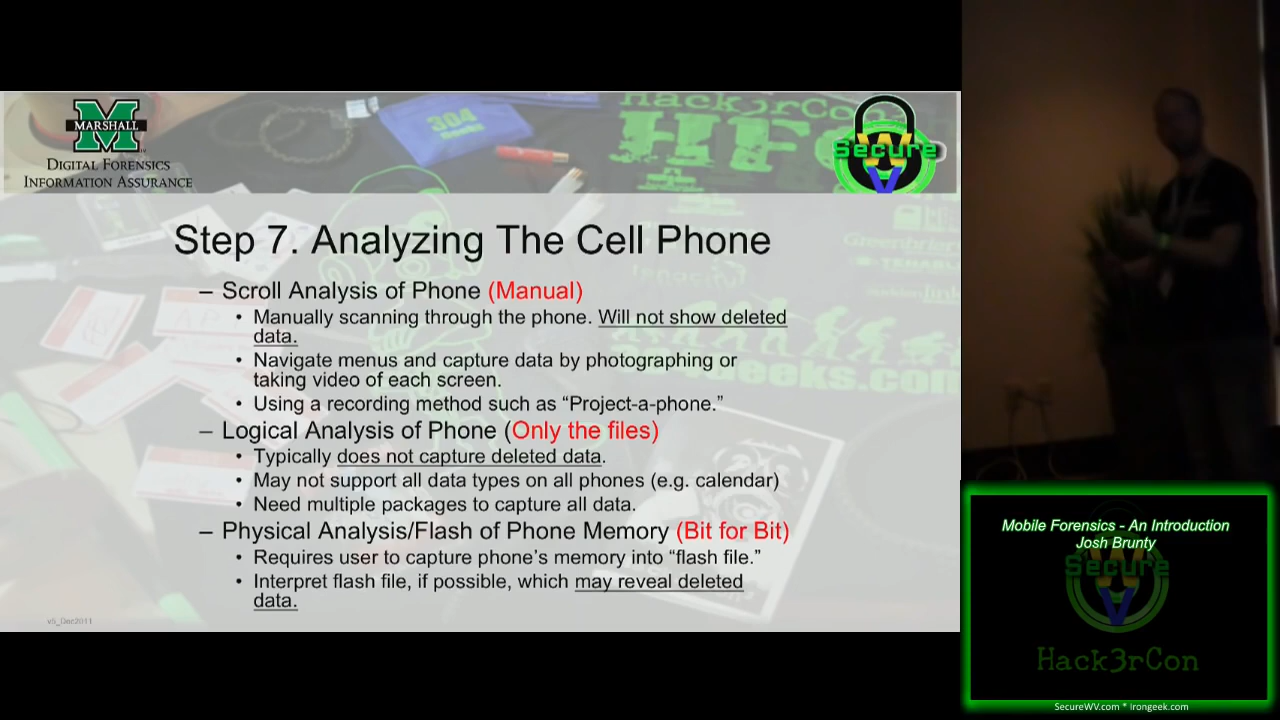 MARSHALL
DIGITAL FORENSICS
INFORMATION ASSURANCE
304
Geeks
Hack3rCon
HF
Secure
W
V
Step 7. Analyzing The Cell Phone
– Scroll Analysis of Phone (Manual)
• Manually scanning through the phone. Will not show deleted
data.
• Navigate menus and capture data by photographing or
taking video of each screen.
• Using a recording method such as “Project-a-phone.”
– Logical Analysis of Phone (Only the files)
• Typically does not capture deleted data.
• May not support all data types on all phones (e.g. calendar)
• Need multiple packages to capture all data.
– Physical Analysis/Flash of Phone Memory (Bit for Bit)
• Requires user to capture phone’s memory into “flash file.”
• Interpret flash file, if possible, which may reveal deleted
data.
v5_Dec2011
Mobile Forensics - An Introduction
Josh Brunty
Secure
W
V
Hack3rCon
SecureWV.com * Irongeek.com